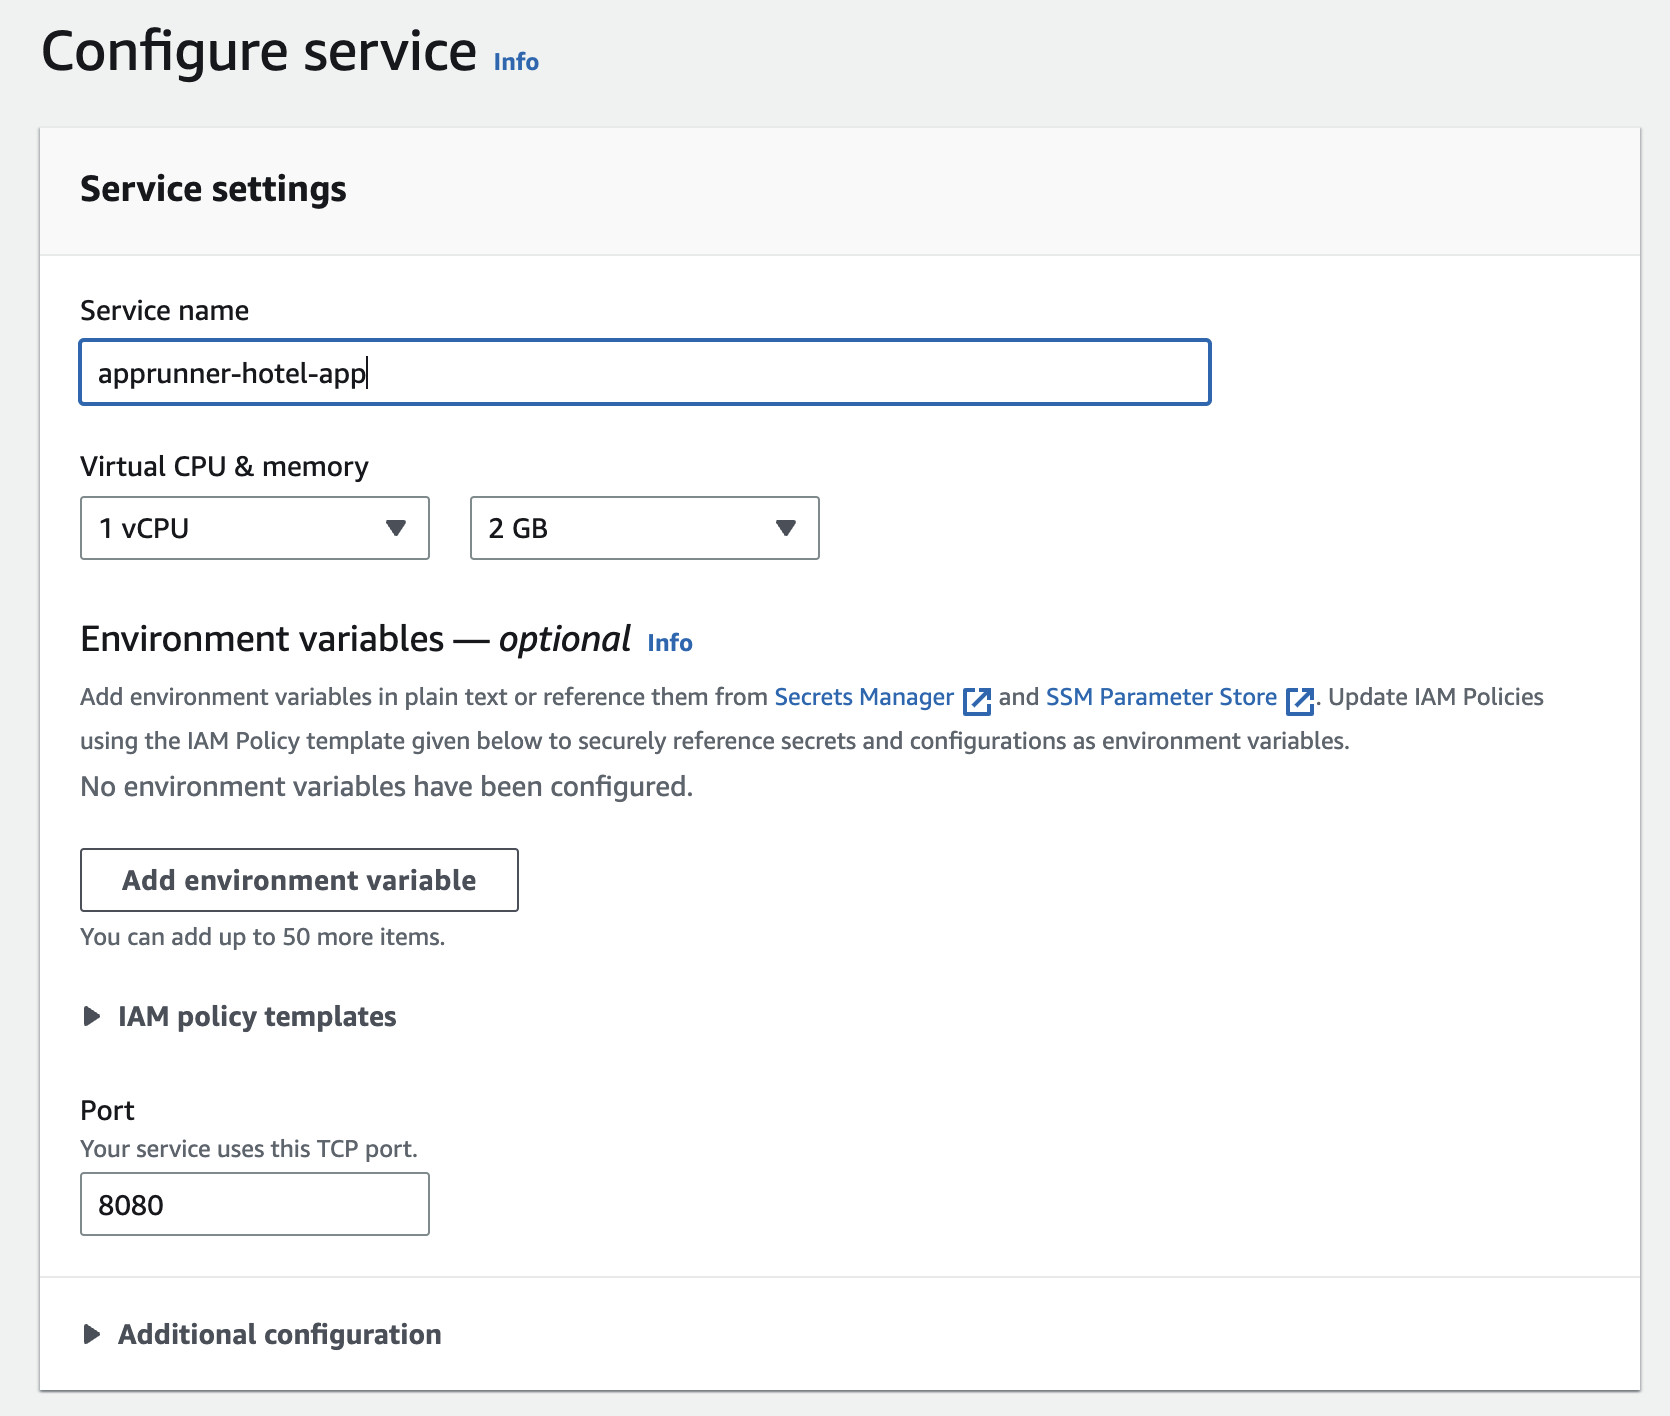 Configure service Info
Service settings
Service name
apprunner-hotel-app
Virtual CPU & memory
1 vCPU 2 GB
Environment variables — optional Info
Add environment variables in plain text or reference them from Secrets Manager and SSM Parameter Store . Update IAM Policies
using the IAM Policy template given below to securely reference secrets and configurations as environment variables.
No environment variables have been configured.
Add environment variable
You can add up to 50 more items.
IAM policy templates
Port
Your service uses this TCP port.
8080
Additional configuration